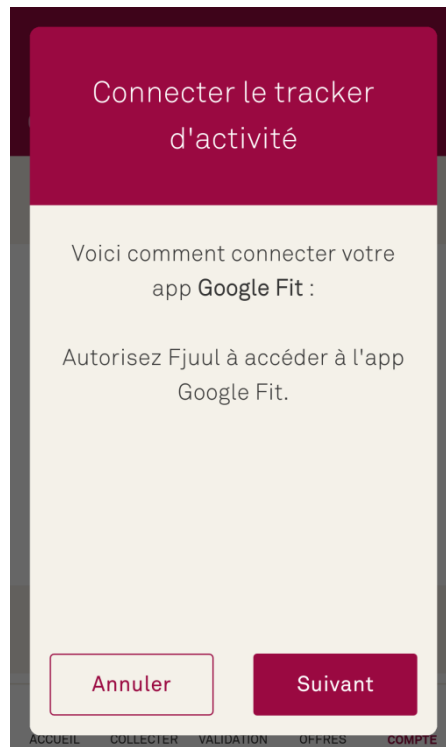 Connecter le tracker
d'activité
Voici comment connecter votre
app Google Fit :
Autorisez Fjuul à accéder à l'app
Google Fit.
Annuler
Suivant
ACCUEIL COLLECTER VALIDATION OFFRES COMPTE